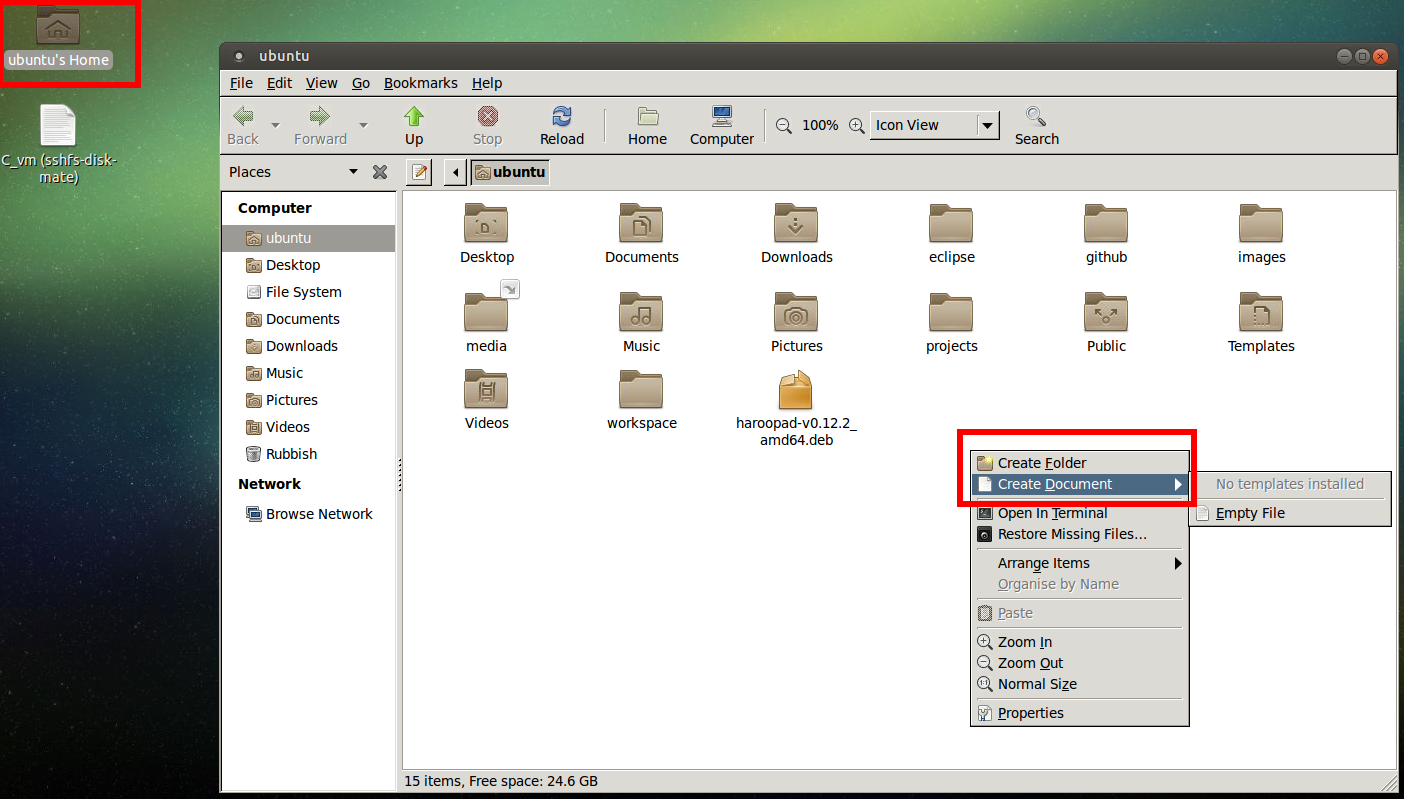 ubuntu's Home
C_vm (sshfs-disk-
mate)
ubuntu
File Edit View Go Bookmarks Help
Back Forward Up Stop Reload Home Computer 100% Icon View Search
Places ubuntu
Computer
ubuntu
Desktop
File System
Documents
Downloads
Music
Pictures
Videos
Rubbish
Network
Browse Network
Desktop Documents Downloads eclipse github images
media Music Pictures projects Public Templates
Videos workspace haroopad-v0.12.2_
amd64.deb
Create Folder
Create Document
Open In Terminal
Restore Missing Files...
Arrange Items
Organise by Name
Paste
Zoom In
Zoom Out
Normal Size
Properties
No templates installed
Empty File
15 items, Free space: 24.6 GB